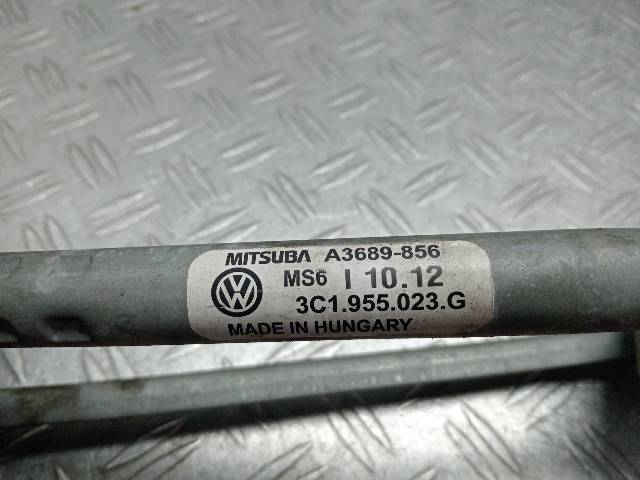 MITSUBA A3689-856
MS6 I 10.12
3C1.955.023.G
MADE IN HUNGARY